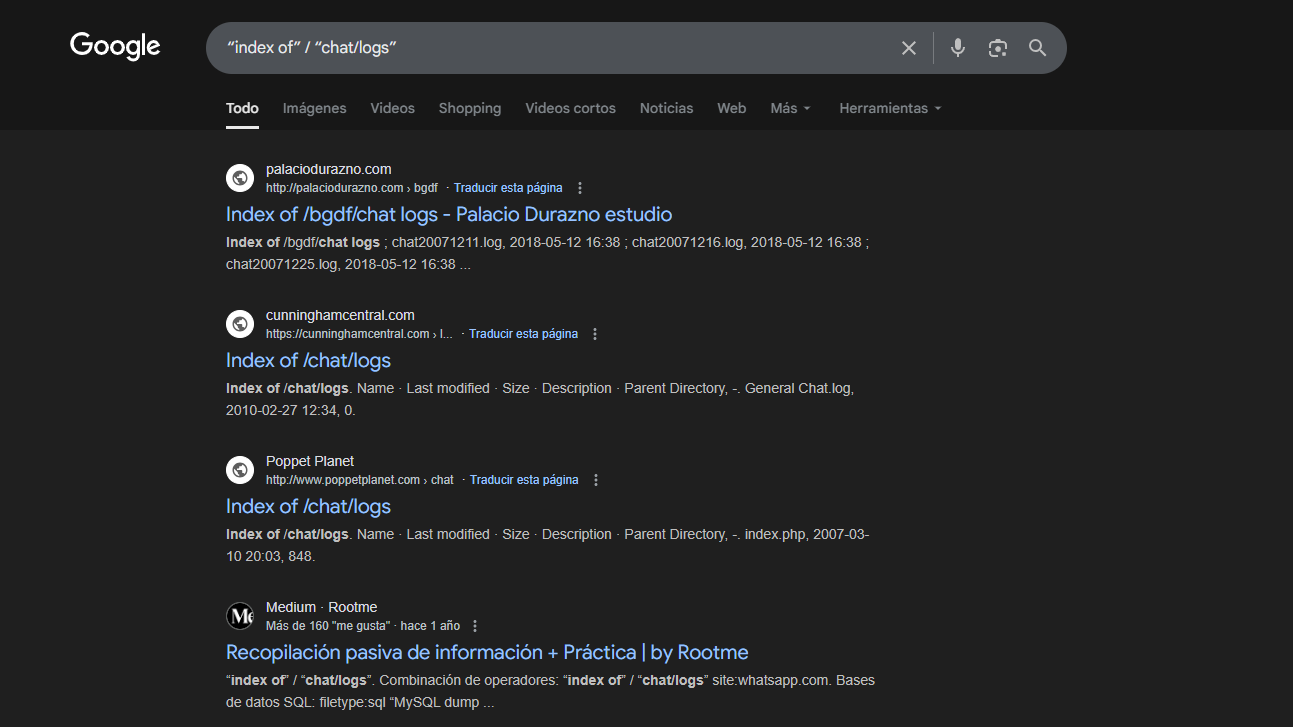 Google
“index of” / “chat/logs”
Todo Imágenes Videos Shopping Videos cortos Noticias Web Más Herramientas
palaciodurazno.com
http://palaciodurazno.com › bgdf · Traducir esta página
Index of /bgdf/chat logs - Palacio Durazno estudio
Index of /bgdf/chat logs ; chat20071211.log, 2018-05-12 16:38 ; chat20071216.log, 2018-05-12 16:38 ;
chat20071225.log, 2018-05-12 16:38 ...
cunninghamcentral.com
https://cunninghamcentral.com › l... · Traducir esta página
Index of /chat/logs
Index of /chat/logs. Name · Last modified · Size · Description · Parent Directory, -. General Chat.log,
2010-02-27 12:34, 0.
Poppet Planet
http://www.poppetplanet.com › chat · Traducir esta página
Index of /chat/logs
Index of /chat/logs. Name · Last modified · Size · Description · Parent Directory, -. index.php, 2007-03-
10 20:03, 848.
Me
Medium · Rootme
Más de 160 "me gusta" · hace 1 año
Recopilación pasiva de información + Práctica | by Rootme
“index of” / “chat/logs”. Combinación de operadores: “index of” / “chat/logs” site:whatsapp.com. Bases
de datos SQL: filetype:sql “MySQL dump ...